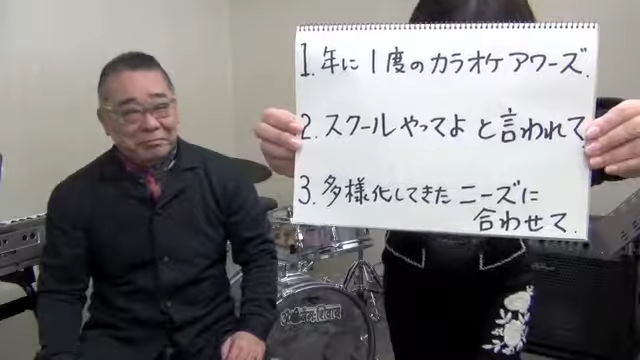 1. 年に1度のカラオケアワーズ.
2. スクールやってよと言われて.
3. 多様化してきたニーズに
合わせて.